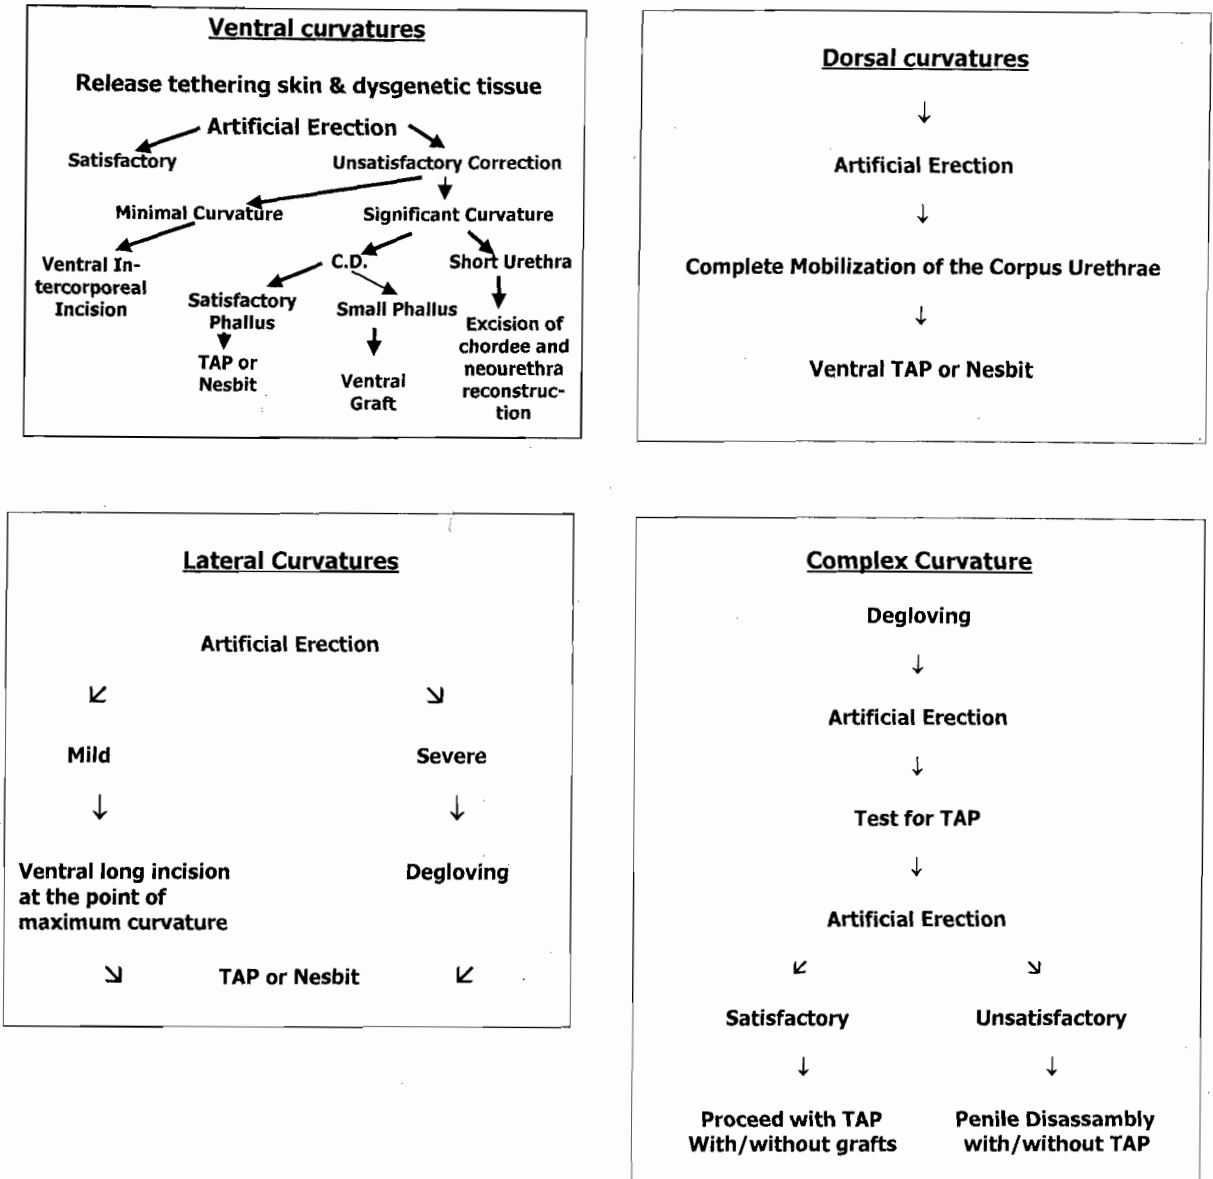 Ventral curvatures
Release tethering skin & dysgenetic tissue
Artificial Erection
Satisfactory
Unsatisfactory Correction
Minimal Curvature
Significant Curvature
Ventral In-
tercorporeal
Incision
C.D.
Short Urethra
Satisfactory
Phallus
Small Phallus
TAP or
Nesbit
Ventral
Graft
Excision of
chordee and
neourethra
reconstruc-
tion
Dorsal curvatures
↓
Artificial Erection
↓
Complete Mobilization of the Corpus Urethrae
↓
Ventral TAP or Nesbit
Lateral Curvatures
Artificial Erection
↙ ↘
Mild
Severe
↓ ↓
Ventral long incision
at the point of
maximum curvature
Degloving
↘ TAP or Nesbit ↙
Complex Curvature
Degloving
↓
Artificial Erection
↓
Test for TAP
↓
Artificial Erection
↙ ↘
Satisfactory
Unsatisfactory
↓ ↓
Proceed with TAP
With/without grafts
Penile Disassambly
with/without TAP